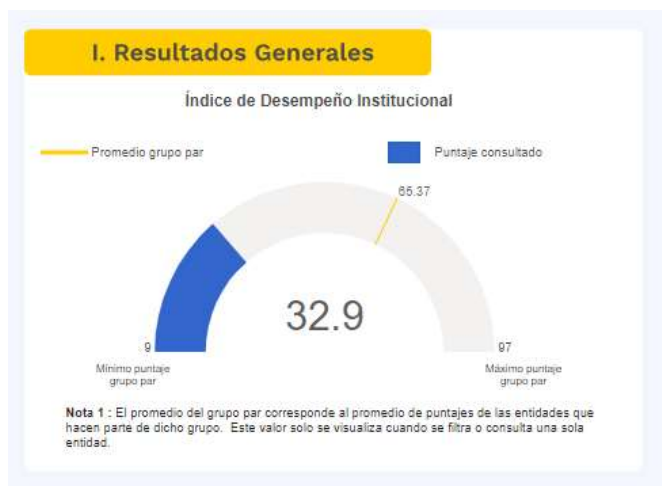 I. Resultados Generales
Índice de Desempeño Institucional
Promedio grupo par
Puntaje consultado
65.37
32.9
9
97
Mínimo puntaje
grupo par
Máximo puntaje
grupo par
Nota 1 : El promedio del grupo par corresponde al promedio de puntajes de las entidades que
hacen parte de dicho grupo. Este valor solo se visualiza cuando se filtra o consulta una sola
entidad.